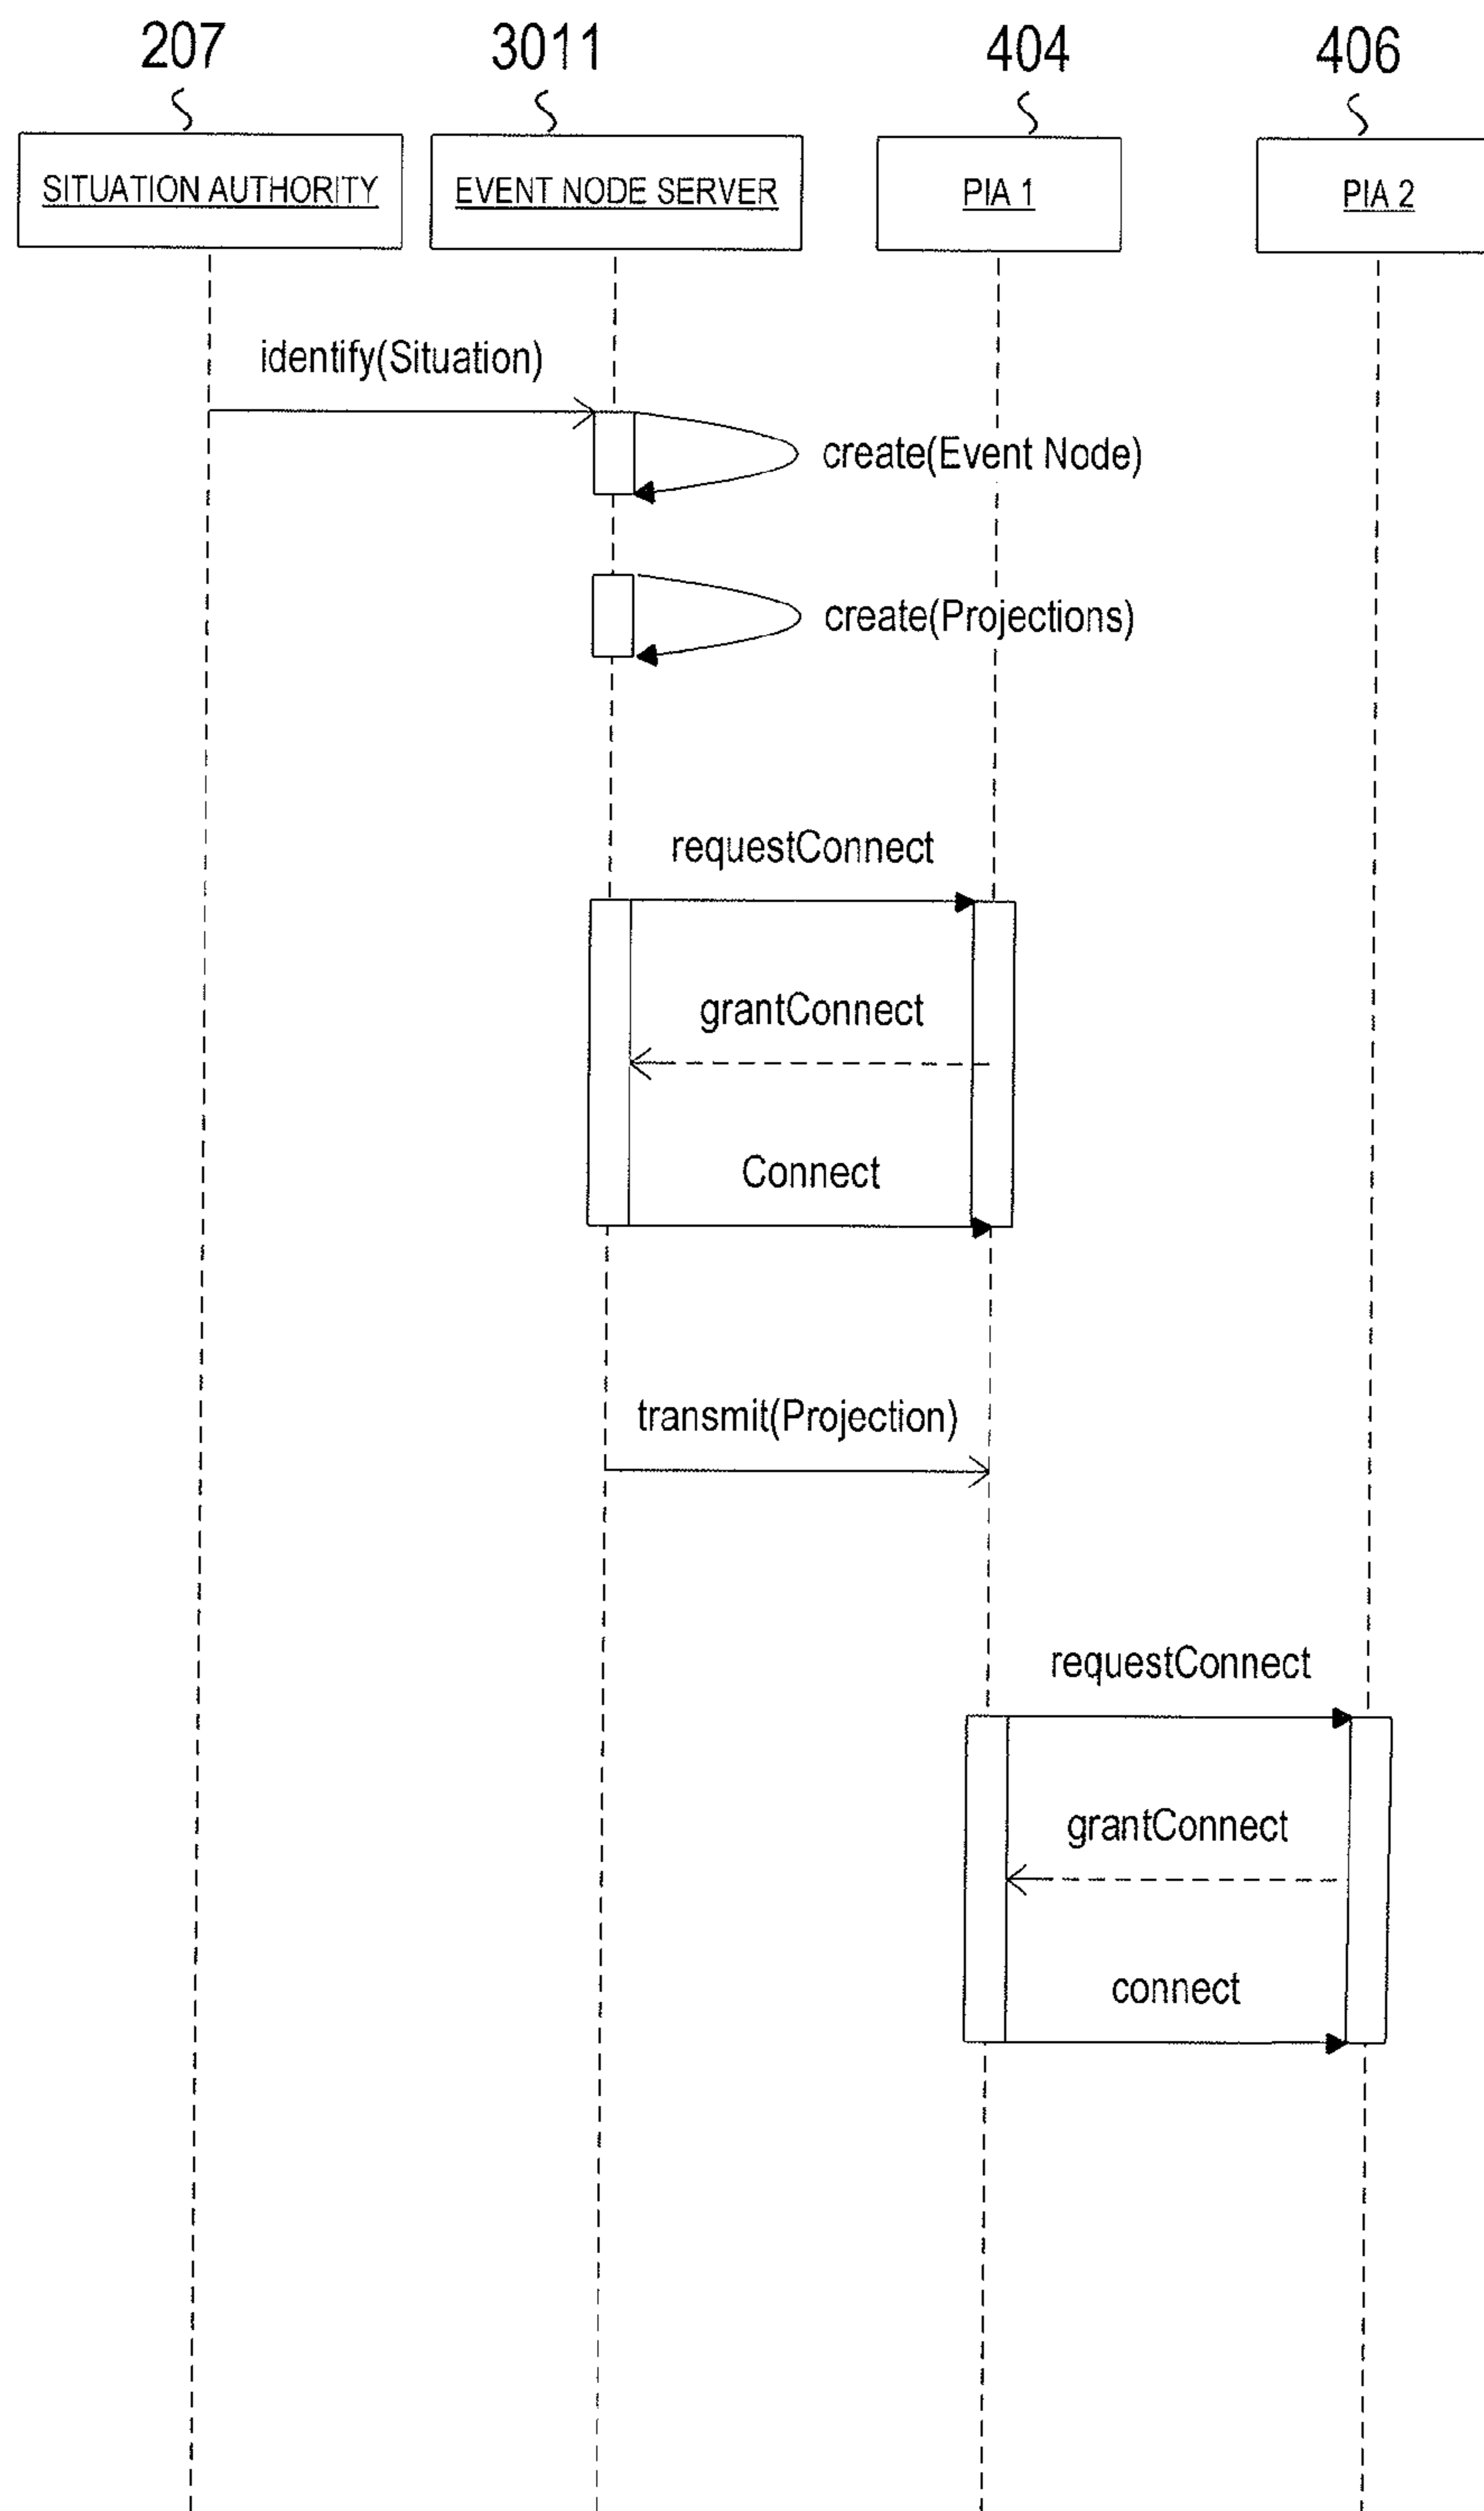 207 3011 404 406
SITUATION AUTHORITY EVENT NODE SERVER PIA 1 PIA 2
identify(Situation)
create(Event Node)
create(Projections)
requestConnect
grantConnect
Connect
transmit(Projection)
requestConnect
grantConnect
connect